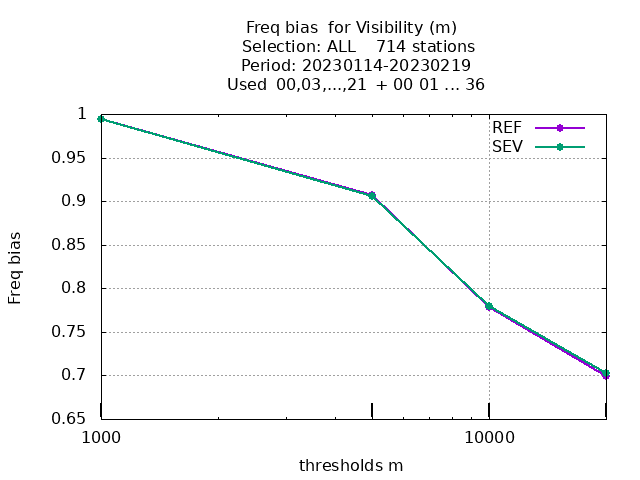 Freq bias  for Visibility (m)
Selection: ALL    714 stations
Period: 20230114-20230219
Used  00,03,...,21  + 00 01 ... 36
REF
SEV
1
0.95
0.9
0.85
0.8
0.75
0.7
0.65
Freq bias
1000
10000
thresholds m